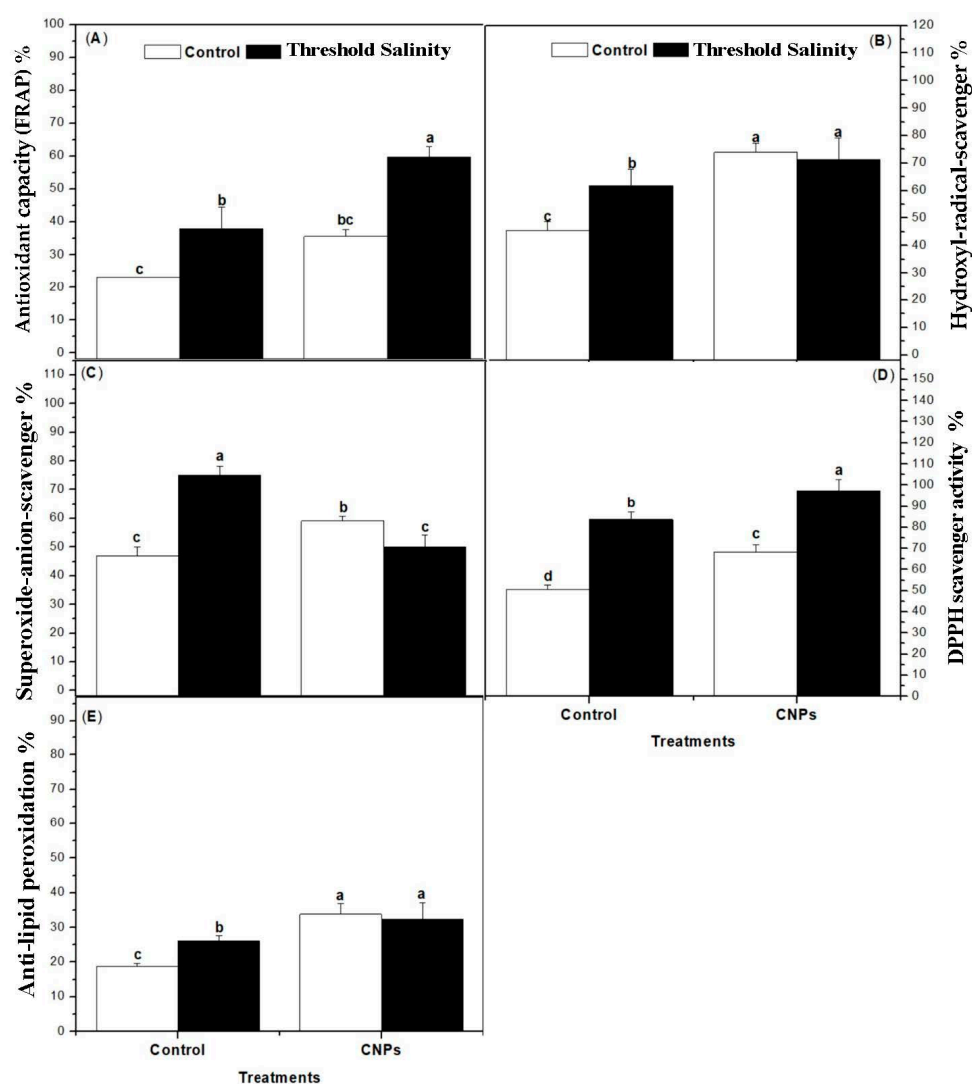 Antioxidant capacity (FRAP) %
100
90
80
70
60
50
40
30
20
10
0
(A)
Control Threshold Salinity
c
b
bc
a
Control Threshold Salinity
(B)
c
b
a
a
120
110
100
90
80
70
60
50
40
30
20
10
0
Hydroxyl-radical-scavenger %
Superoxide-anion-scavenger %
110
100
90
80
70
60
50
40
30
20
10
0
(C)
c
a
b
c
(D)
d
b
c
a
150
140
130
120
110
100
90
80
70
60
50
40
30
20
10
0
DPPH scavenger activity %
Control CNPs
Treatments
Anti-lipid peroxidation %
90
80
70
60
50
40
30
20
10
0
(E)
c
b
a
a
Control CNPs
Treatments